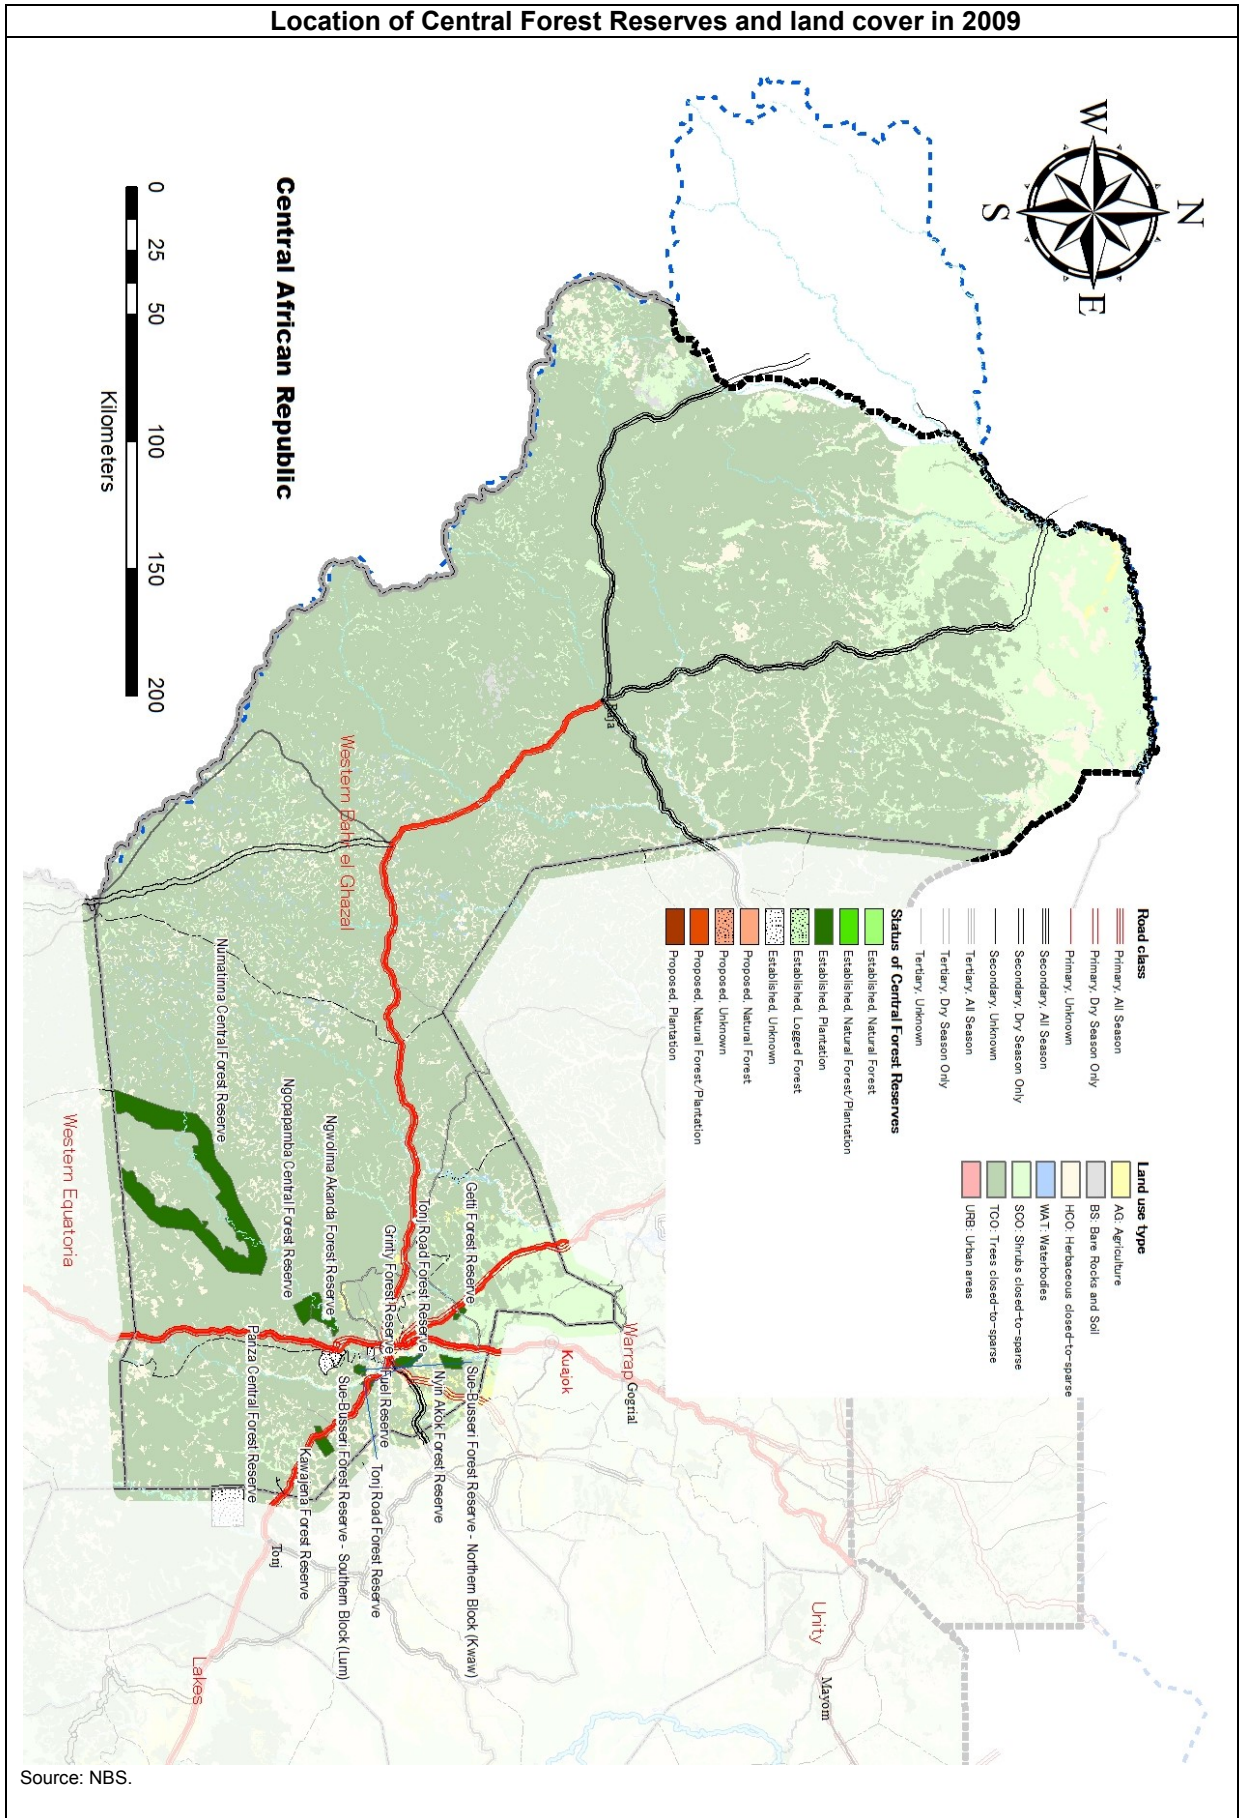 Location of Central Forest Reserves and land cover in 2009
N
W
E
S
Central African Republic
0 25 50 100 150 200
Kilometers
Road class
Primary, All Season
Primary, Dry Season Only
Primary, Unknown
Secondary, All Season
Secondary, Dry Season Only
Secondary, Unknown
Tertiary, All Season
Tertiary, Dry Season Only
Tertiary, Unknown
Status of Central Forest Reserves
Established, Natural Forest
Established, Natural Forest/Plantation
Established, Plantation
Established, Logged Forest
Established, Unknown
Proposed, Natural Forest
Proposed, Unknown
Proposed, Natural Forest/Plantation
Proposed, Plantation
Land use type
AG: Agriculture
BS: Bare Rocks and Soil
HCO: Herbaceous closed-to-sparse
WAT: Waterbodies
SCO: Shrubs closed-to-sparse
TCO: Trees closed-to-sparse
URB: Urban areas
Raja
Western Bahr el Ghazal
Numatinna Central Forest Reserve
Ngopapamba Central Forest Reserve
Ngwoiima Akanda Forest Reserve
Grinty Forest Reserve
Tonj Road Forest Reserve
Getti Forest Reserve
Western Equatoria
Panza Central Forest Reserve
Kawajena Forest Reserve
Sue-Busseri Forest Reserve - Southern Block (Lum)
Tonj Road Forest Reserve
Fuel Reserve
Nyin Akok Forest Reserve
Sue-Busseri Forest Reserve - Northern Block (Kwaw)
Kuajok
Warrap
Gogrial
Unity
Mayom
Tonj
Lakes
Source: NBS.